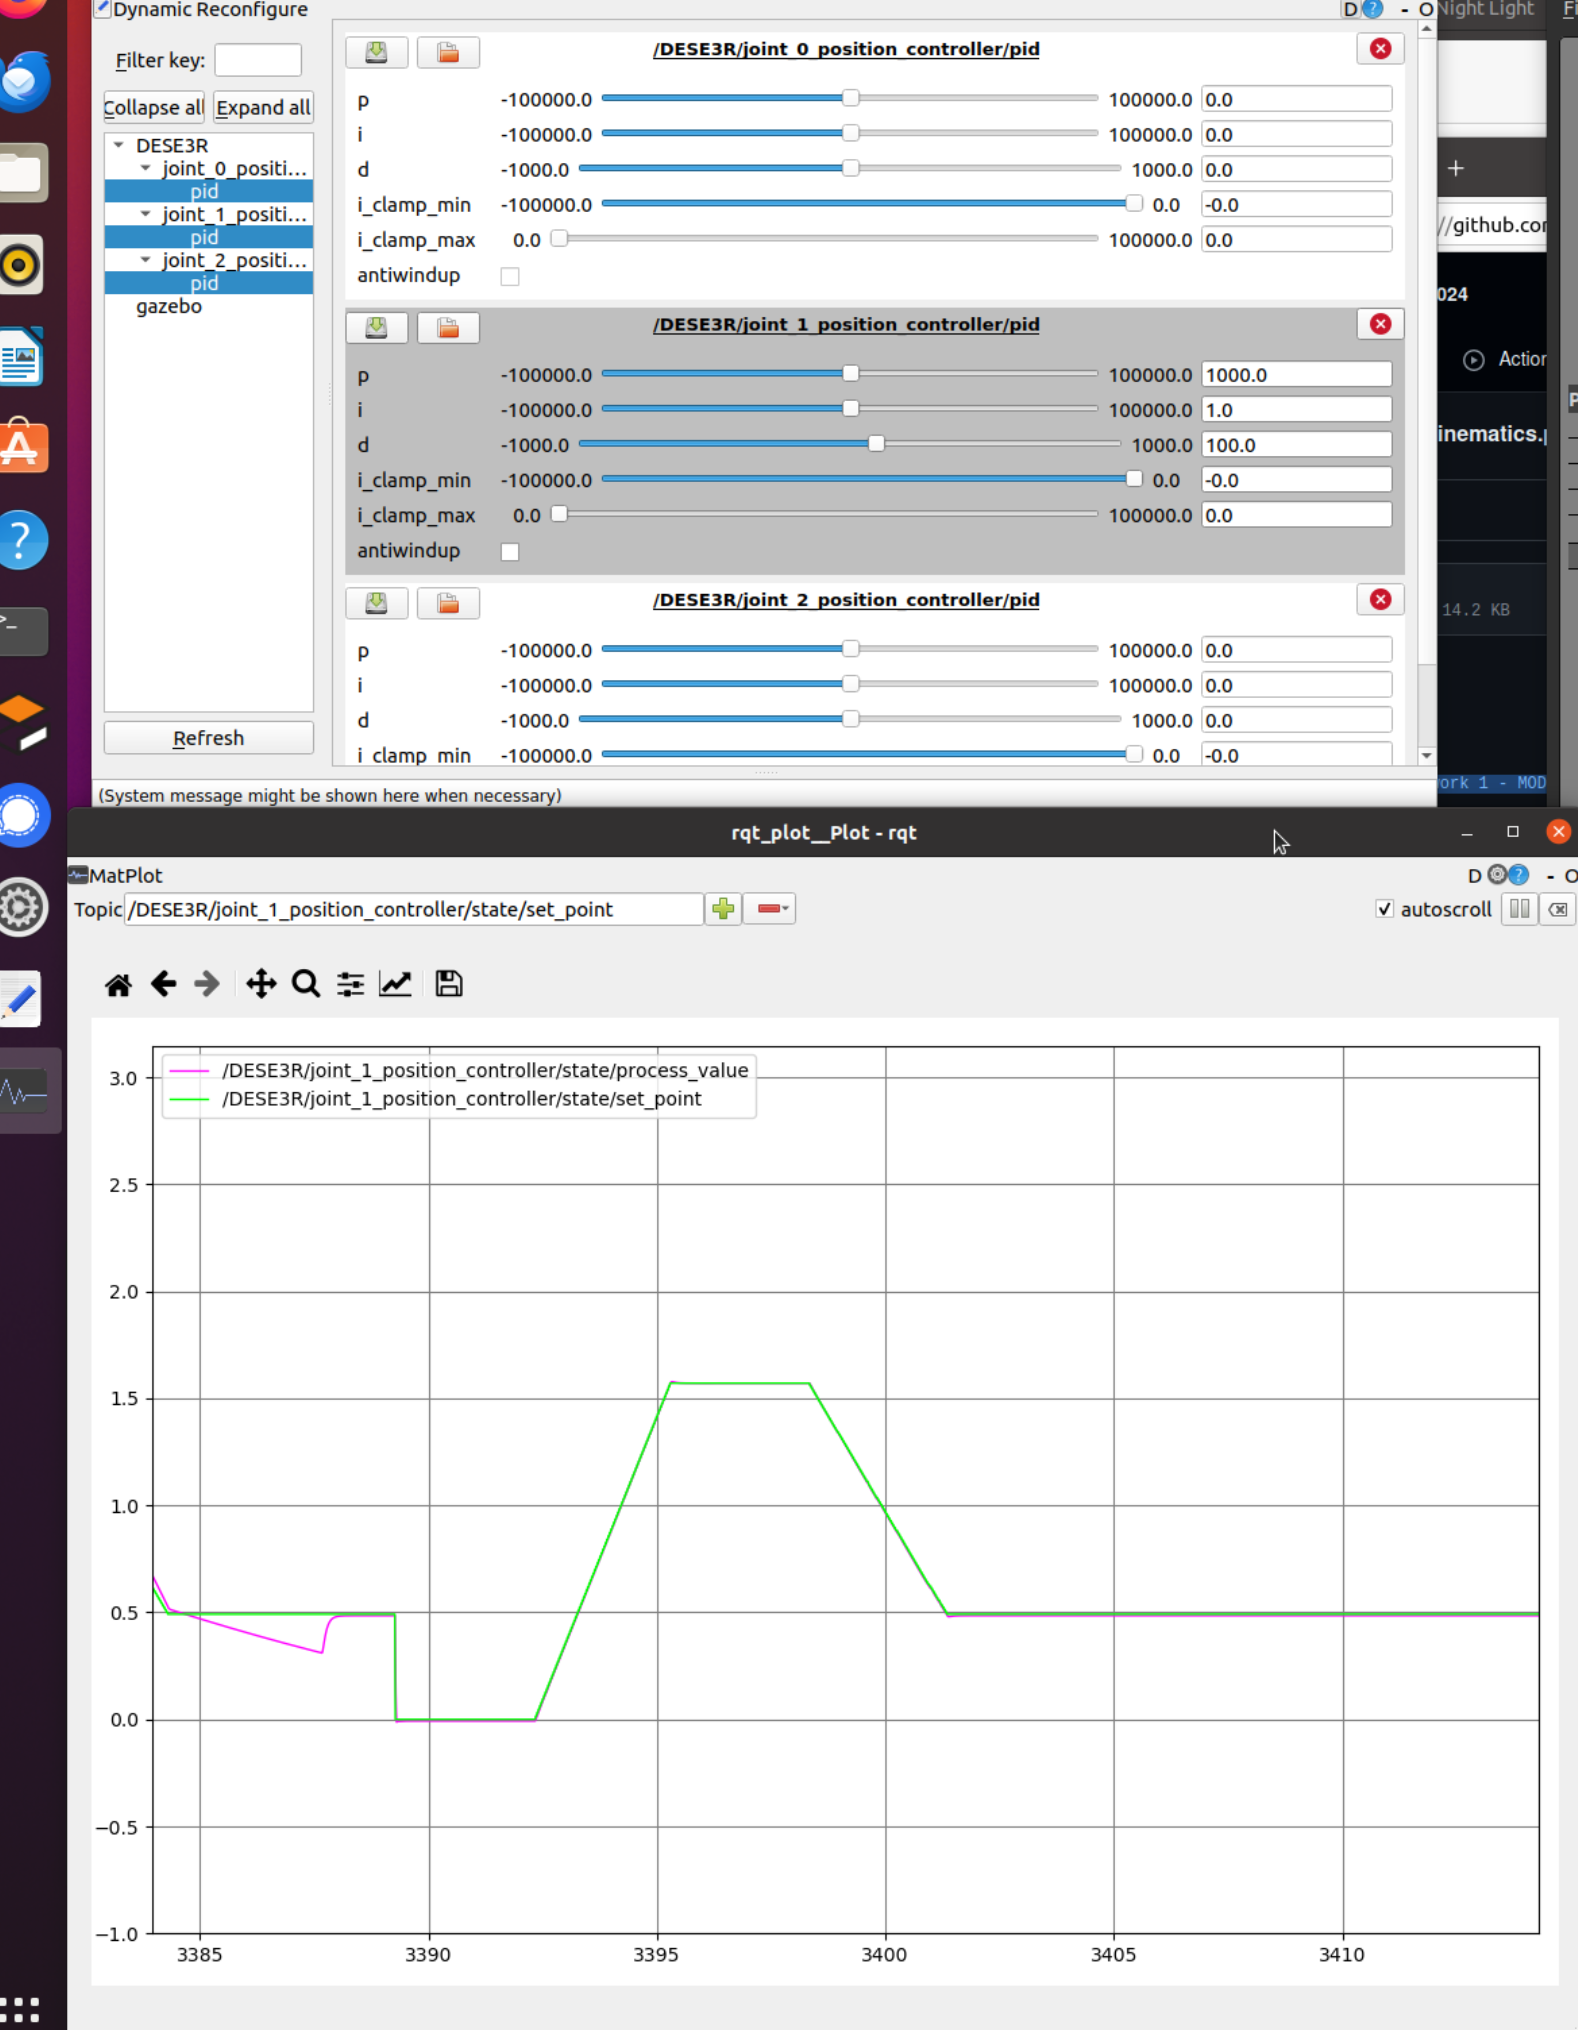 Dynamic Reconfigure
D ? - O
Night Light
Filter key:
Collapse all Expand all
DESE3R
joint_0_positi...
pid
joint_1_positi...
pid
joint_2_positi...
pid
gazebo
Refresh
/DESE3R/joint_0_position_controller/pid
p -100000.0 100000.0 0.0
i -100000.0 100000.0 0.0
d -1000.0 1000.0 0.0
i_clamp_min -100000.0 0.0 -0.0
i_clamp_max 0.0 100000.0 0.0
antiwindup
/DESE3R/joint_1_position_controller/pid
p -100000.0 100000.0 1000.0
i -100000.0 100000.0 1.0
d -1000.0 1000.0 100.0
i_clamp_min -100000.0 0.0 -0.0
i_clamp_max 0.0 100000.0 0.0
antiwindup
/DESE3R/joint_2_position_controller/pid
p -100000.0 100000.0 0.0
i -100000.0 100000.0 0.0
d -1000.0 1000.0 0.0
i_clamp_min -100000.0 0.0 -0.0
(System message might be shown here when necessary)
//github.co
024
Action
inematics.p
14.2 KB
ork 1 - MOD
rqt_plot__Plot - rqt
MatPlot
D ? - O
Topic /DESE3R/joint_1_position_controller/state/set_point
autoscroll
/DESE3R/joint_1_position_controller/state/process_value
/DESE3R/joint_1_position_controller/state/set_point
3.0
2.5
2.0
1.5
1.0
0.5
0.0
−0.5
−1.0
3385 3390 3395 3400 3405 3410